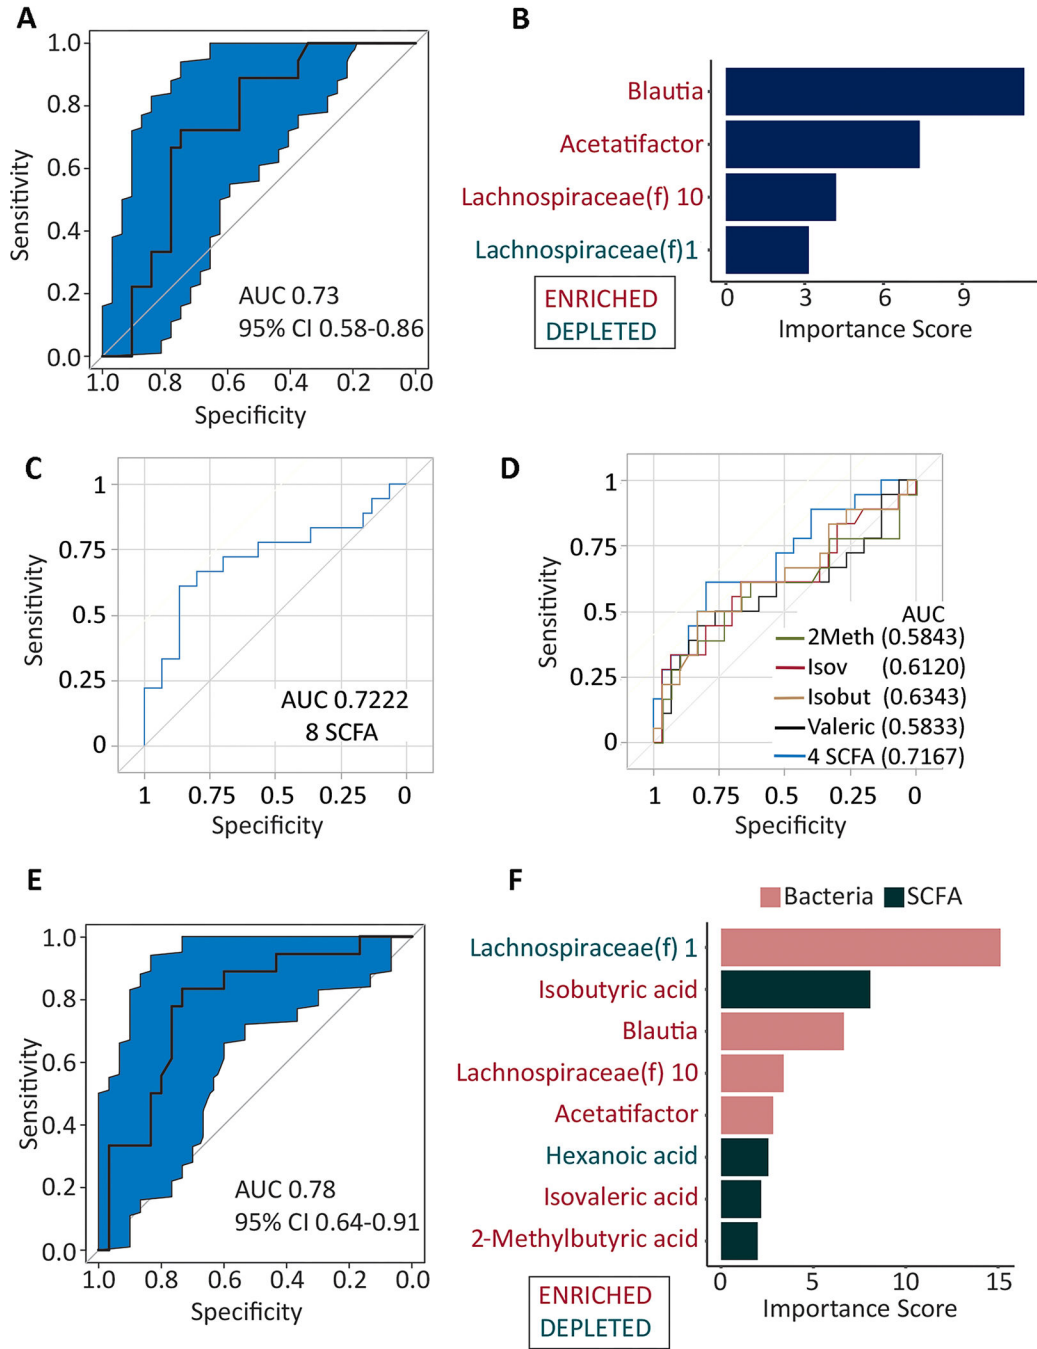 A
1.0
0.8
0.6
0.4
0.2
0.0
Sensitivity
AUC 0.73
95% CI 0.58-0.86
1.0 0.8 0.6 0.4 0.2 0.0
Specificity
B
Blautia
Acetatifactor
Lachnospiraceae(f) 10
Lachnospiraceae(f)1
ENRICHED
DEPLETED
0 3 6 9
Importance Score
C
1
0.75
0.5
0.25
0
Sensitivity
AUC 0.7222
8 SCFA
1 0.75 0.5 0.25 0
Specificity
D
1
0.75
0.5
0.25
0
Sensitivity
AUC
2Meth (0.5843)
Isov (0.6120)
Isobut (0.6343)
Valeric (0.5833)
4 SCFA (0.7167)
1 0.75 0.5 0.25 0
Specificity
E
1.0
0.8
0.6
0.4
0.2
0.0
Sensitivity
AUC 0.78
95% CI 0.64-0.91
1.0 0.8 0.6 0.4 0.2 0.0
Specificity
F
Bacteria SCFA
Lachnospiraceae(f) 1
Isobutyric acid
Blautia
Lachnospiraceae(f) 10
Acetatifactor
Hexanoic acid
Isovaleric acid
2-Methylbutyric acid
0 5 10 15
Importance Score
ENRICHED
DEPLETED